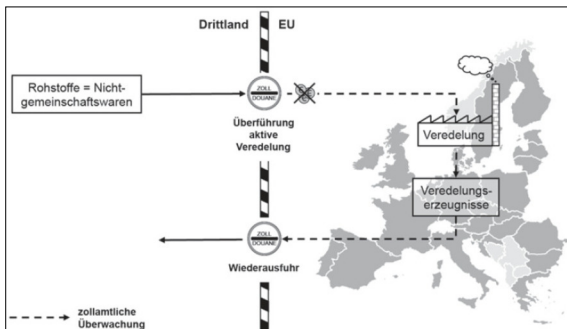 Drittland EU
Rohstoffe = Nicht-
gemeinschaftswaren
ZOLL
DOUANE
Überführung
aktive
Veredelung
Veredelung
Veredelungs-
erzeugnisse
ZOLL
DOUANE
Wiederausfuhr
zollamtliche
Überwachung